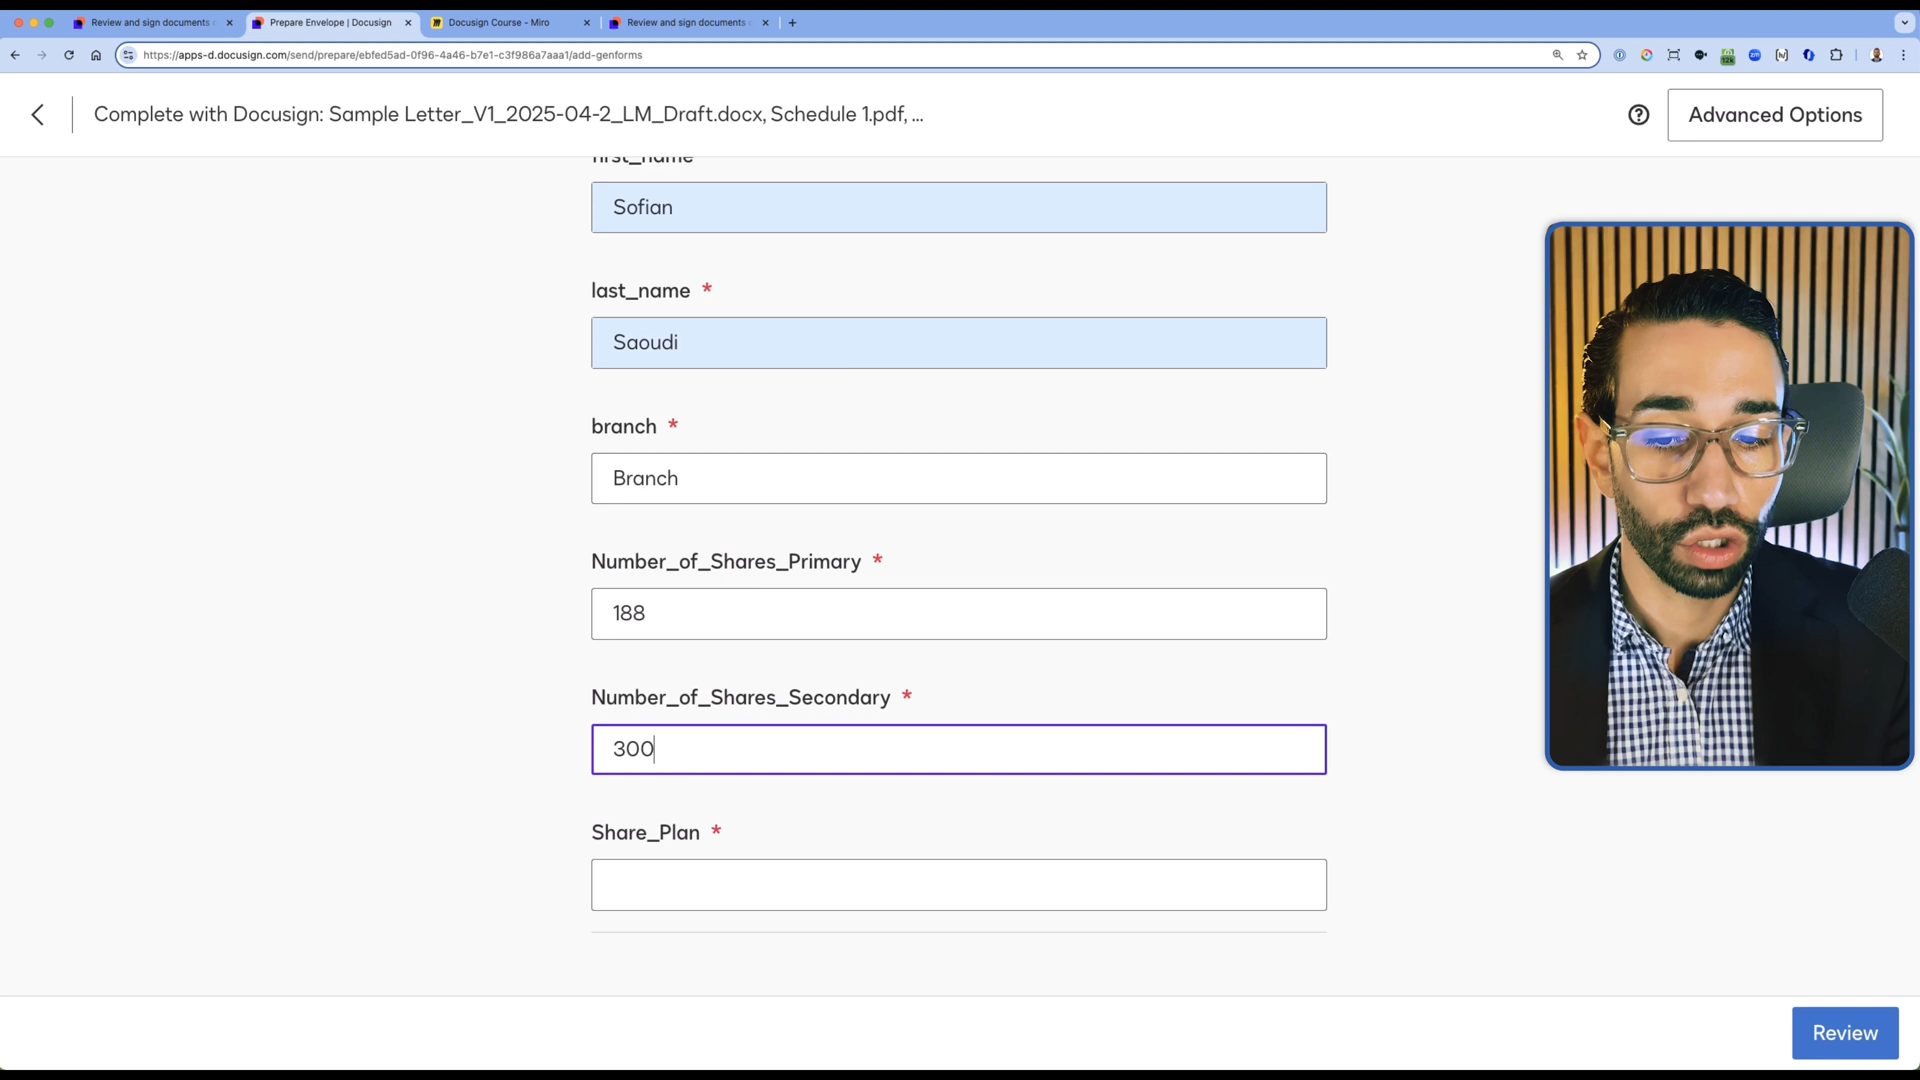 Review and sign documents
Prepare Envelope | Docusign
Docusign Course - Miro
Review and sign documents
https://apps-d.docusign.com/send/prepare/ebfed5ad-0f96-4a46-b7e1-c3f986a7aaa1/add-genforms
12k
Complete with Docusign: Sample Letter_V1_2025-04-2_LM_Draft.docx, Schedule 1.pdf, ...
Advanced Options
first_name
Sofian
last_name *
Saoudi
branch *
Branch
Number_of_Shares_Primary *
188
Number_of_Shares_Secondary *
300
Share_Plan *
Review